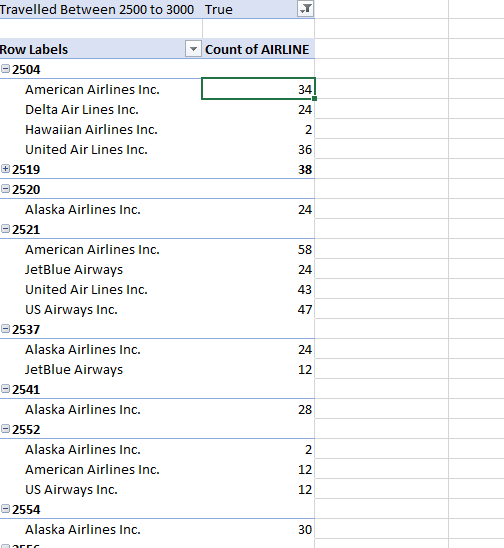 Travelled Between 2500 to 3000 True
Row Labels Count of AIRLINE
2504
American Airlines Inc. 34
Delta Air Lines Inc. 24
Hawaiian Airlines Inc. 2
United Air Lines Inc. 36
2519 38
2520
Alaska Airlines Inc. 24
2521
American Airlines Inc. 58
JetBlue Airways 24
United Air Lines Inc. 43
US Airways Inc. 47
2537
Alaska Airlines Inc. 24
JetBlue Airways 12
2541
Alaska Airlines Inc. 28
2552
Alaska Airlines Inc. 2
American Airlines Inc. 12
US Airways Inc. 12
2554
Alaska Airlines Inc. 30